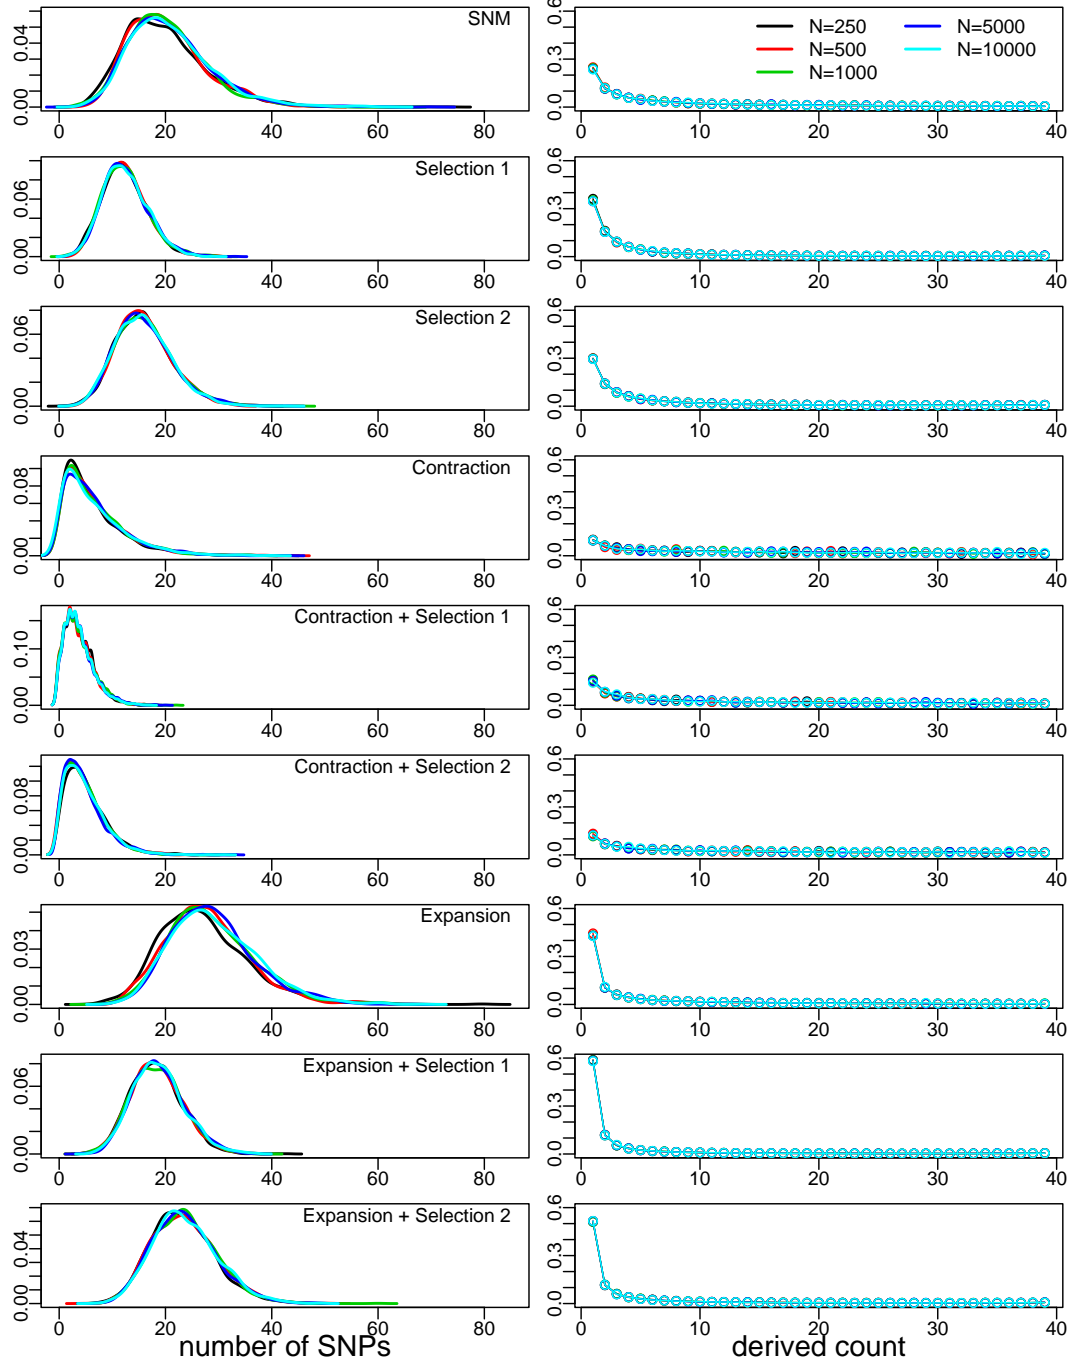 SNM
0.00 0.04
0 20 40 60 80
N=250 N=5000
N=500 N=10000
N=1000
0.0 0.3 0.6
0 10 20 30 40
Selection 1
0.00 0.06
0 20 40 60 80
0.0 0.3 0.6
0 10 20 30 40
Selection 2
0.00 0.06
0 20 40 60 80
0.0 0.3 0.6
0 10 20 30 40
Contraction
0.00 0.08
0 20 40 60 80
0.0 0.3 0.6
0 10 20 30 40
Contraction + Selection 1
0.00 0.10
0 20 40 60 80
0.0 0.3 0.6
0 10 20 30 40
Contraction + Selection 2
0.00 0.08
0 20 40 60 80
0.0 0.3 0.6
0 10 20 30 40
Expansion
0.00 0.03
0 20 40 60 80
0.0 0.3 0.6
0 10 20 30 40
Expansion + Selection 1
0.00 0.06
0 20 40 60 80
0.0 0.3 0.6
0 10 20 30 40
Expansion + Selection 2
0.00 0.04
0 20 40 60 80
0.0 0.3 0.6
0 10 20 30 40
number of SNPs
derived count